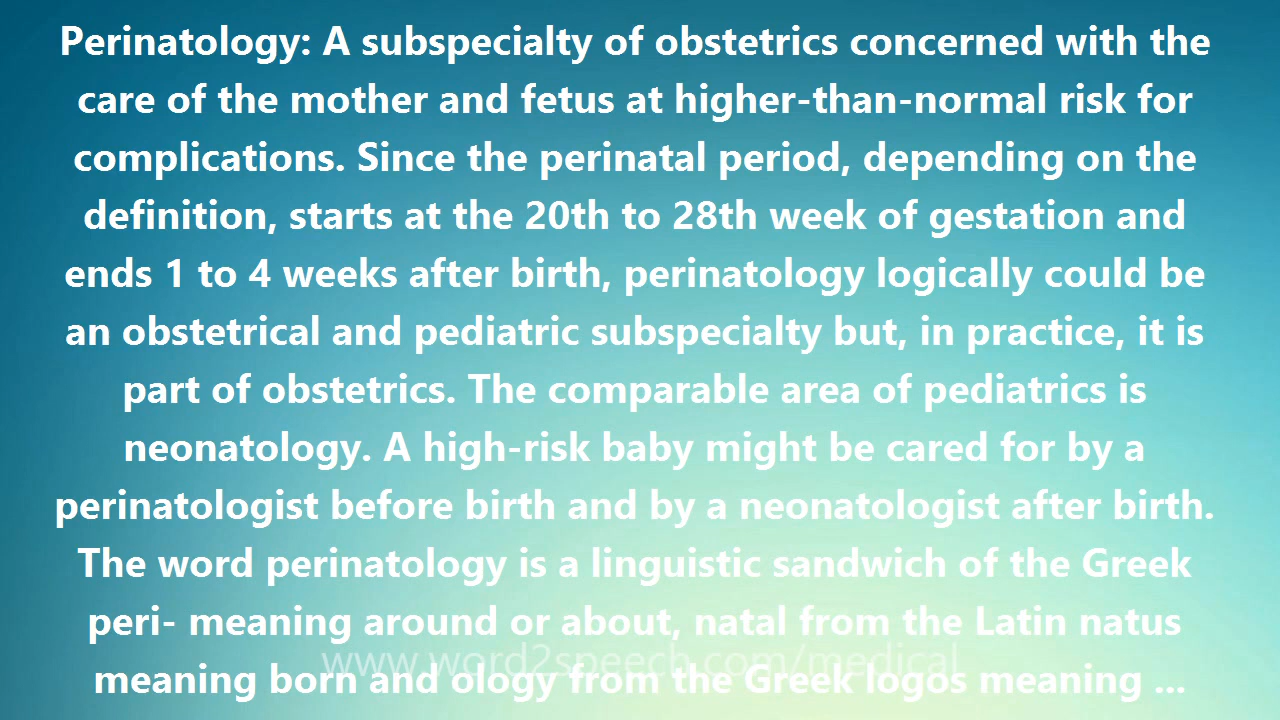 Perinatology: A subspecialty of obstetrics concerned with the
care of the mother and fetus at higher-than-normal risk for
complications. Since the perinatal period, depending on the
definition, starts at the 20th to 28th week of gestation and
ends 1 to 4 weeks after birth, perinatology logically could be
an obstetrical and pediatric subspecialty but, in practice, it is
part of obstetrics. The comparable area of pediatrics is
neonatology. A high-risk baby might be cared for by a
perinatologist before birth and by a neonatologist after birth.
The word perinatology is a linguistic sandwich of the Greek
peri- meaning around or about, natal from the Latin natus
www.word2speech.com/medical
meaning born and ology from the Greek logos meaning ...